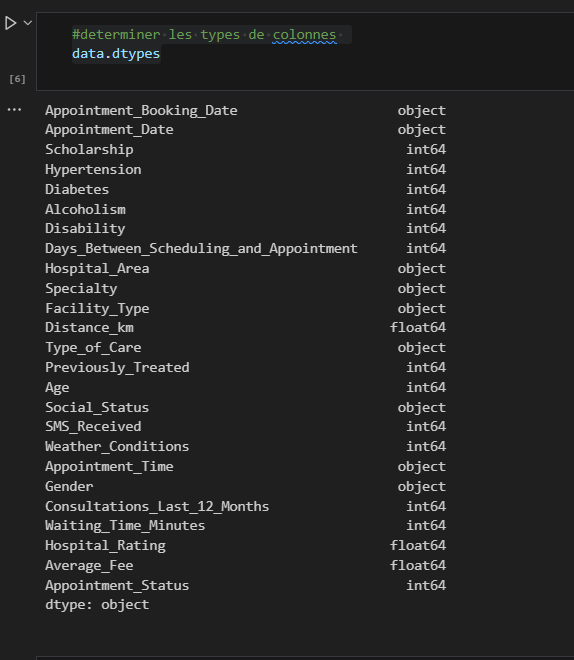 #determiner les types de colonnes
data.dtypes
[6]
...
Appointment_Booking_Date object
Appointment_Date object
Scholarship int64
Hypertension int64
Diabetes int64
Alcoholism int64
Disability int64
Days_Between_Scheduling_and_Appointment int64
Hospital_Area object
Specialty object
Facility_Type object
Distance_km float64
Type_of_Care object
Previously_Treated int64
Age int64
Social_Status object
SMS_Received int64
Weather_Conditions int64
Appointment_Time object
Gender object
Consultations_Last_12_Months int64
Waiting_Time_Minutes int64
Hospital_Rating float64
Average_Fee float64
Appointment_Status int64
dtype: object